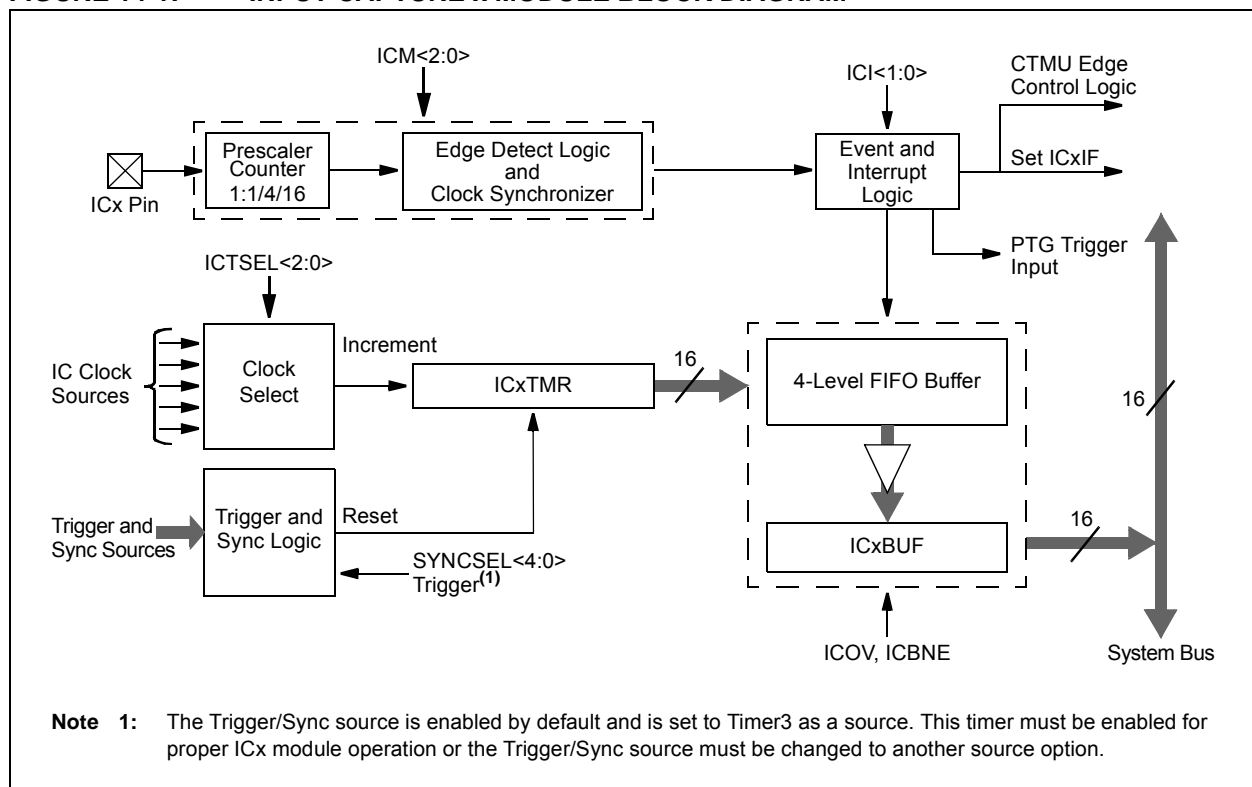 ICM<2:0>
ICI<1:0>
CTMU Edge
Control Logic
Prescaler
Counter
1:1/4/16
Edge Detect Logic
and
Clock Synchronizer
Event and
Interrupt
Logic
Set ICxIF
ICx Pin
PTG Trigger
Input
ICTSEL<2:0>
IC Clock
Sources
Clock
Select
Increment
ICxTMR
16
4-Level FIFO Buffer
16
Trigger and
Sync Sources
Trigger and
Sync Logic
Reset
SYNCSEL<4:0>
Trigger(1)
ICxBUF
16
ICOV, ICBNE
System Bus
Note 1: The Trigger/Sync source is enabled by default and is set to Timer3 as a source. This timer must be enabled for
proper ICx module operation or the Trigger/Sync source must be changed to another source option.